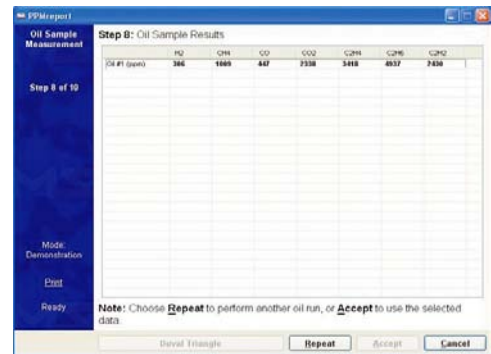 PPMreport
Oil Sample
Measurement
Step 8 of 10
Mode:
Demonstration
Print
Ready
Step 8: Oil Sample Results
H2 CH4 CO CO2 C2H4 C2H6 C2H2
Oil #1 (ppm) 306 1009 447 2338 3418 4937 2430
Note: Choose Repeat to perform another oil run, or Accept to use the selected
data.
Duval Triangle Repeat Accept Cancel